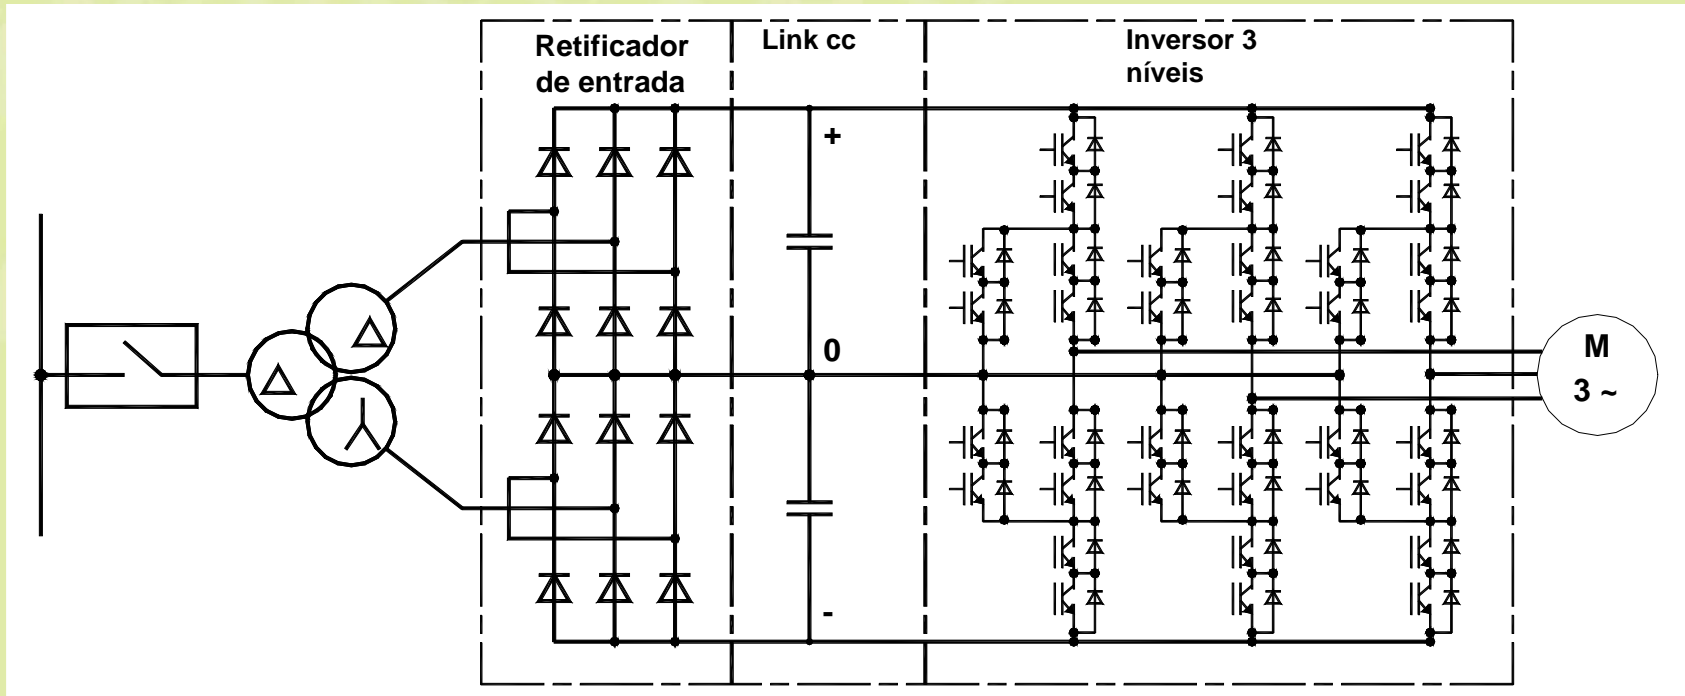 Retificador
de entrada
Link cc
Inversor 3
níveis
+
0
-
M
3 ~